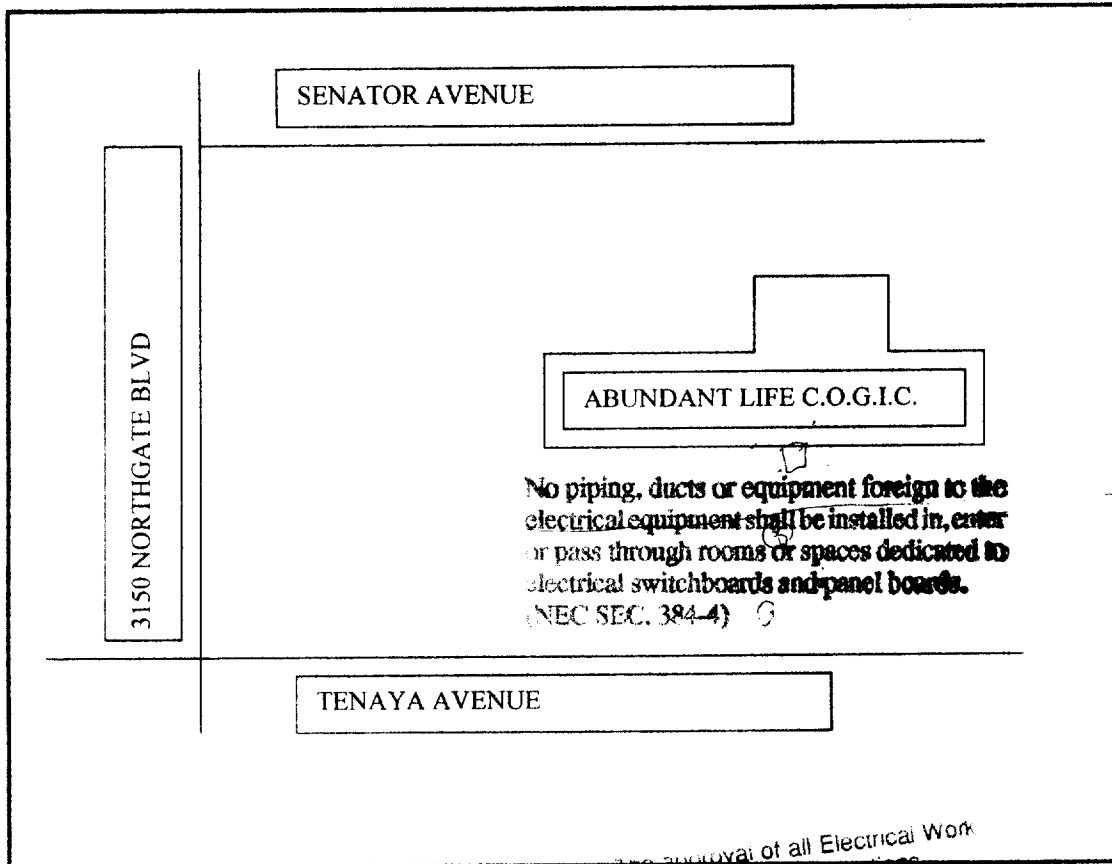 SENATOR AVENUE
3150 NORTHGATE BLVD
ABUNDANT LIFE C.O.G.I.C.
No piping, ducts or equipment foreign to the
electrical equipment shall be installed in, enter
or pass through rooms or spaces dedicated to
electrical switchboards and panel boards.
(NEC SEC. 384-4)
TENAYA AVENUE
approval of all Electrical Work